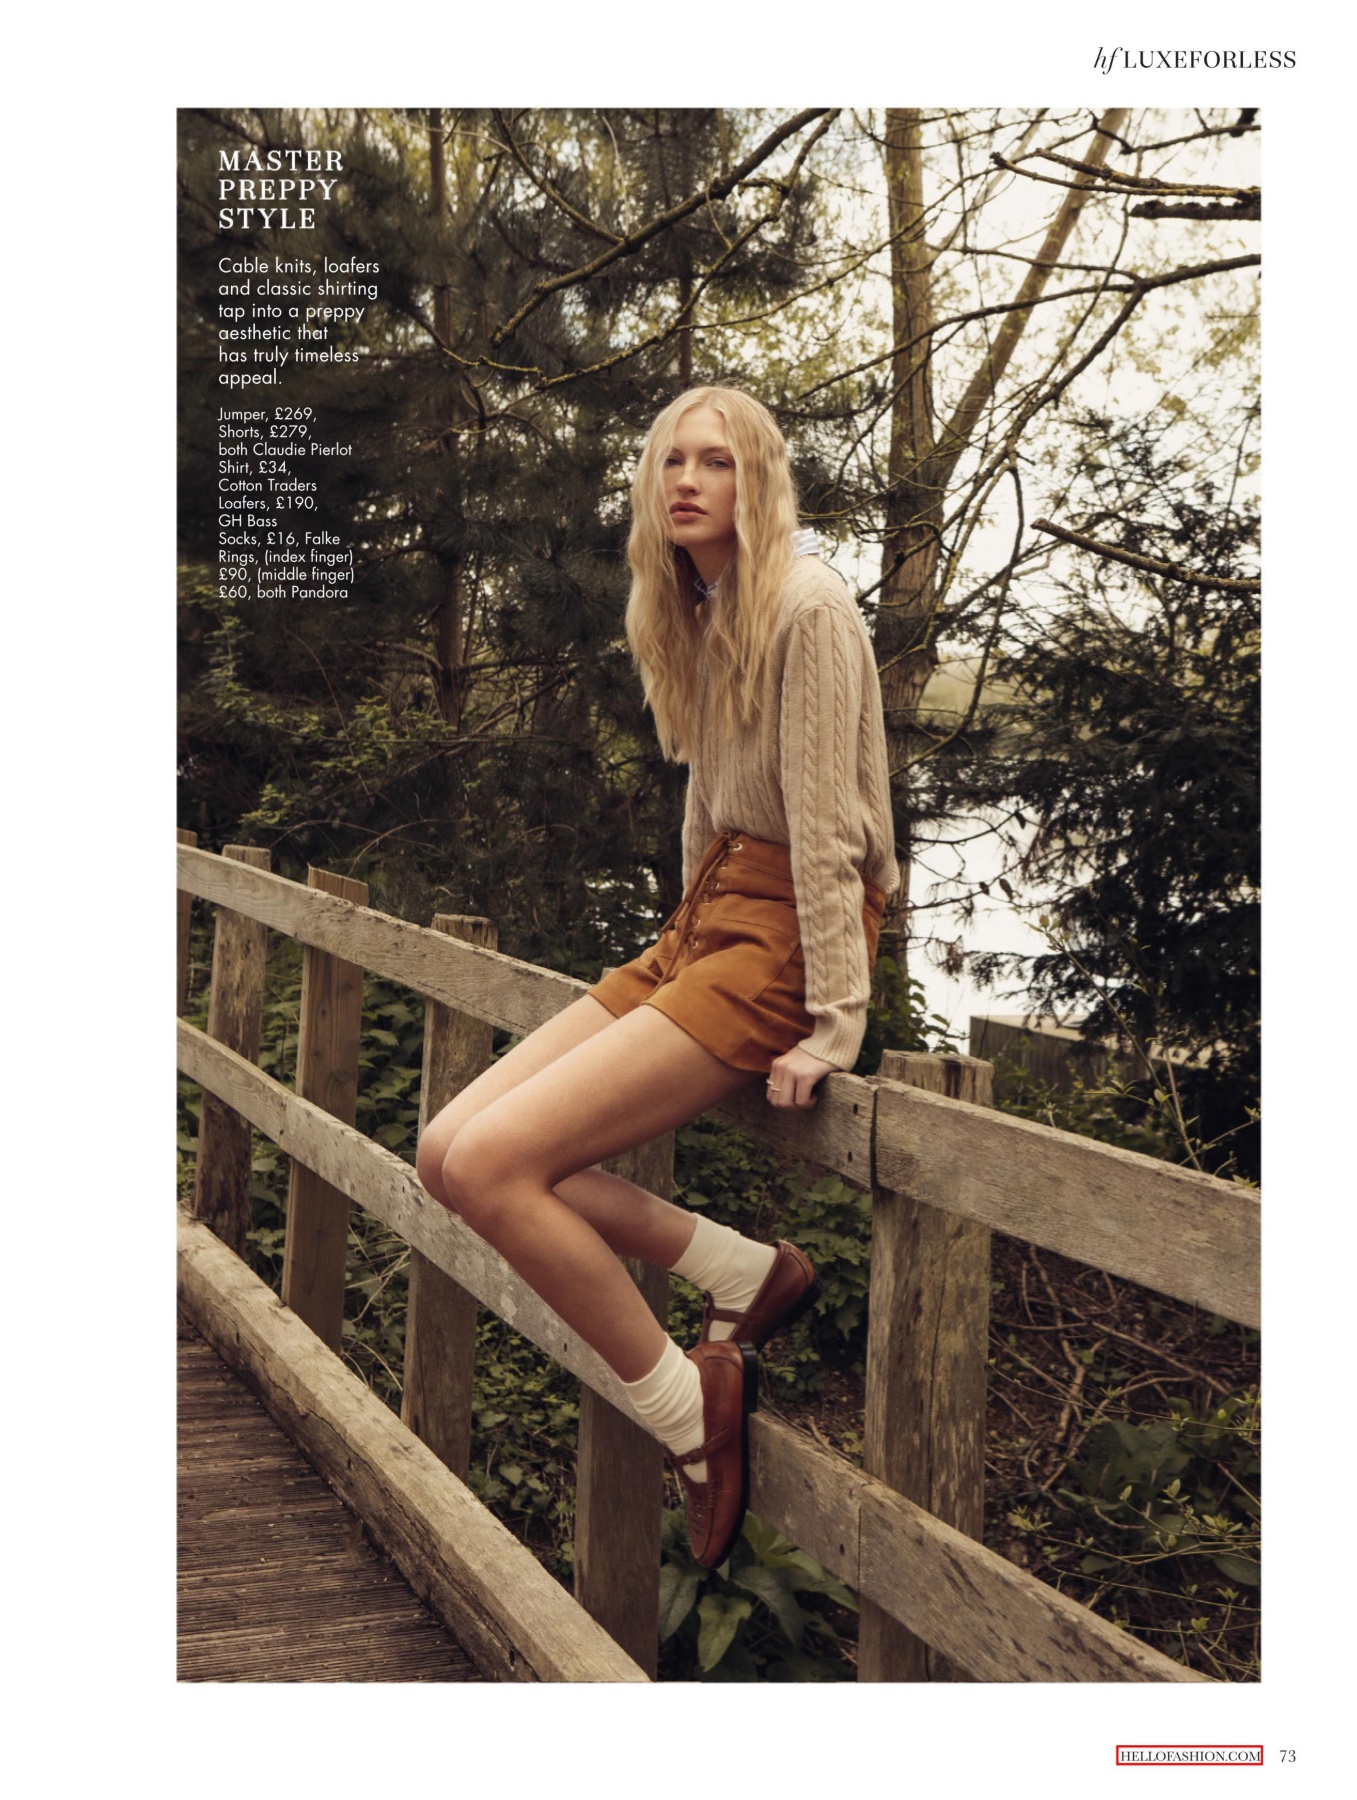 hf LUXEFORLESS
MASTER
PREPPY
STYLE
Cable knits, loafers
and classic shirting
tap into a preppy
aesthetic that
has truly timeless
appeal.
Jumper, £269,
Shorts, £279,
both Claudie Pierlot
Shirt, £34,
Cotton Traders
Loafers, £190,
GH Bass
Socks, £16, Falke
Rings, (index finger)
£90, (middle finger)
£60, both Pandora
HELLOFASHION.COM 73